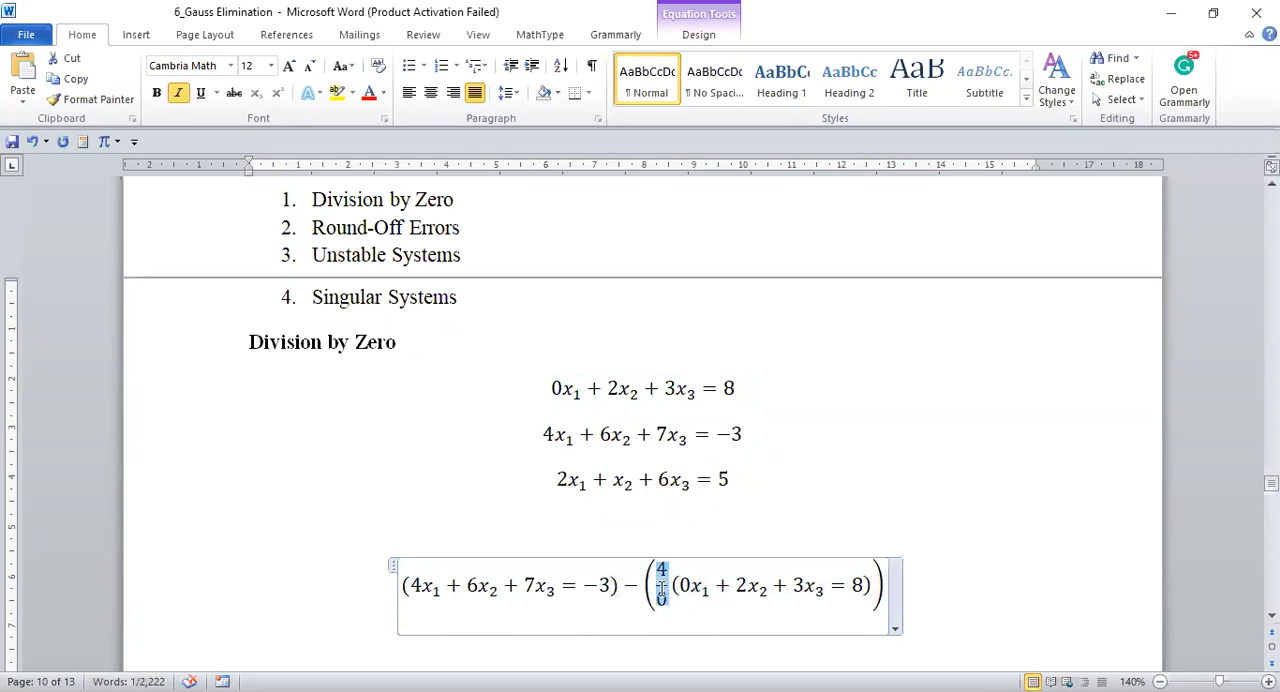 6_Gauss Elimination - Microsoft Word (Product Activation Failed)
Equation Tools
File Home Insert Page Layout References Mailings Review View MathType Grammarly Design
Paste
Cut
Copy
Format Painter
Clipboard
Cambria Math 12
Font
Paragraph
AaBbCcDc AaBbCcDc AaBbC AaBbCc AaB AaBbCc.
¶ Normal ¶ No Spaci... Heading 1 Heading 2 Title Subtitle
Styles
Change Styles
Find
Replace
Select
Editing
Open Grammarly
Grammarly
1. Division by Zero
2. Round-Off Errors
3. Unstable Systems
4. Singular Systems
Division by Zero
0x₁ + 2x₂ + 3x₃ = 8
4x₁ + 6x₂ + 7x₃ = −3
2x₁ + x₂ + 6x₃ = 5
(4x₁ + 6x₂ + 7x₃ = −3) − (4/0 (0x₁ + 2x₂ + 3x₃ = 8))
Page: 10 of 13 Words: 1/2,222 140%